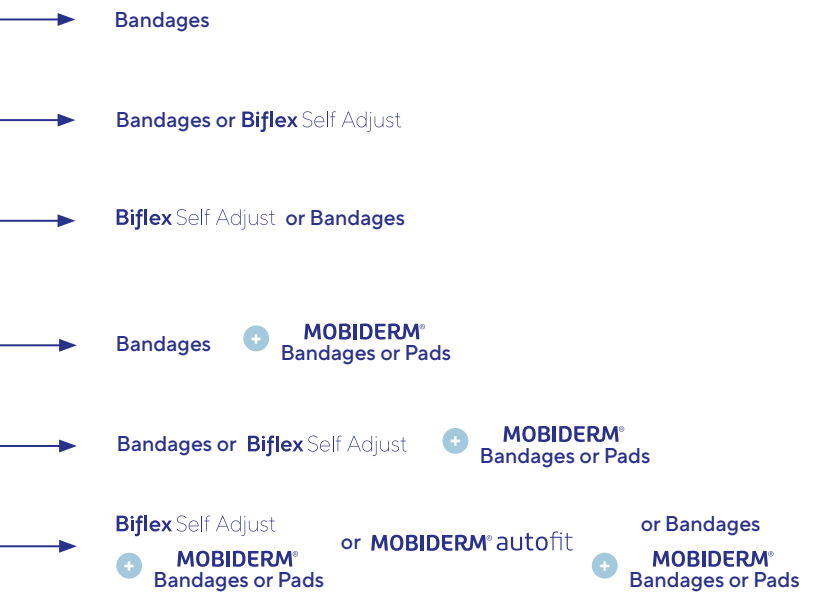 Bandages
Bandages or Biflex Self Adjust
Biflex Self Adjust or Bandages
Bandages + MOBIDERM®
Bandages or Pads
Bandages or Biflex Self Adjust + MOBIDERM®
Bandages or Pads
Biflex Self Adjust
+ MOBIDERM®
Bandages or Pads
or MOBIDERM® autofit
or Bandages
+ MOBIDERM®
Bandages or Pads